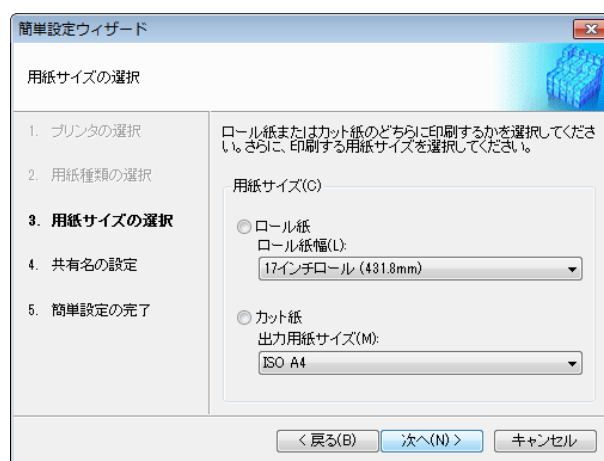 簡単設定ウィザード
用紙サイズの選択
1. プリンタの選択
2. 用紙種類の選択
3. 用紙サイズの選択
4. 共有名の設定
5. 簡単設定の完了
ロール紙またはカット紙のどちらに印刷するかを選択してくださ
い。さらに、印刷する用紙サイズを選択してください。
用紙サイズ(C)
ロール紙
ロール紙幅(L):
17インチロール (431.8mm)
カット紙
出力用紙サイズ(M):
ISO A4
< 戻る(B)
次へ(N) >
キャンセル